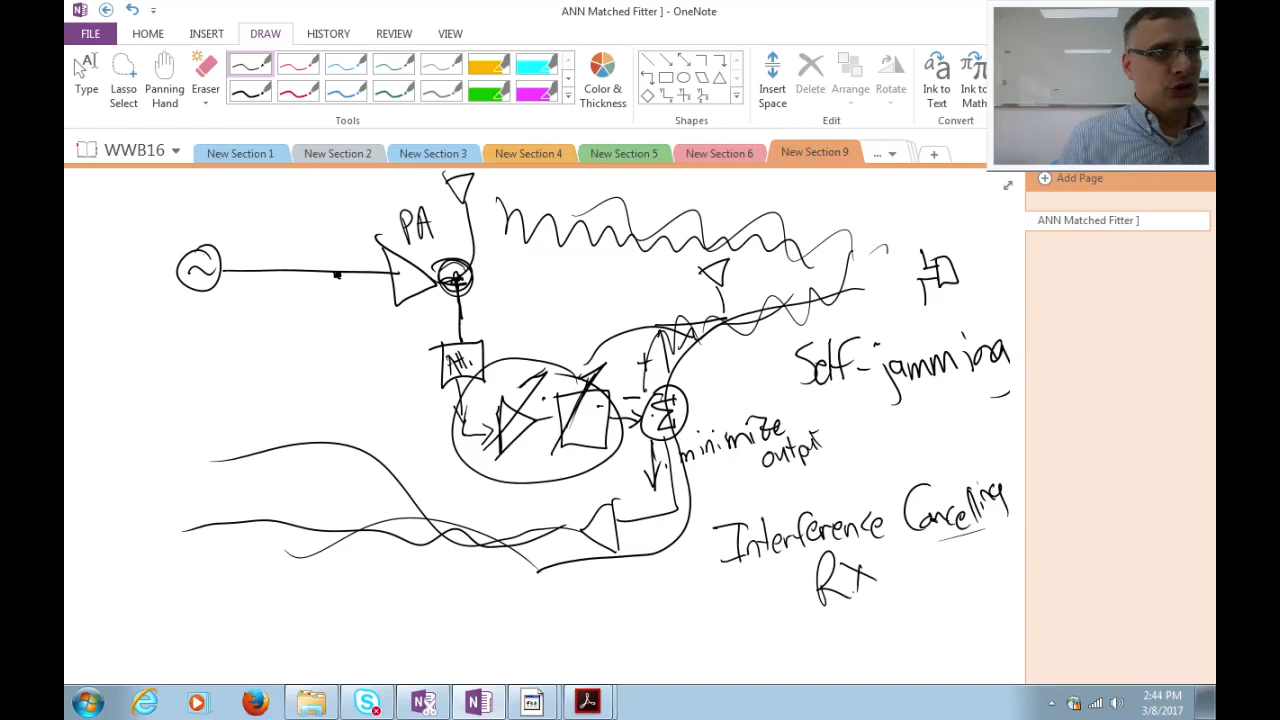 ANN Matched Fitter ] - OneNote
FILE HOME INSERT DRAW HISTORY REVIEW VIEW
Type
Lasso Select
Panning Hand
Eraser
Color & Thickness
Insert Space
Delete
Arrange
Rotate
Ink to Text
Ink to Math
Tools
Shapes
Edit
Convert
WWB16
New Section 1
New Section 2
New Section 3
New Section 4
New Section 5
New Section 6
New Section 9
...
Add Page
ANN Matched Fitter ]
PA
Att.
Self-jamming
+
-
Σ
minimize
output
Interference Cancelling
RX
2:44 PM
3/8/2017